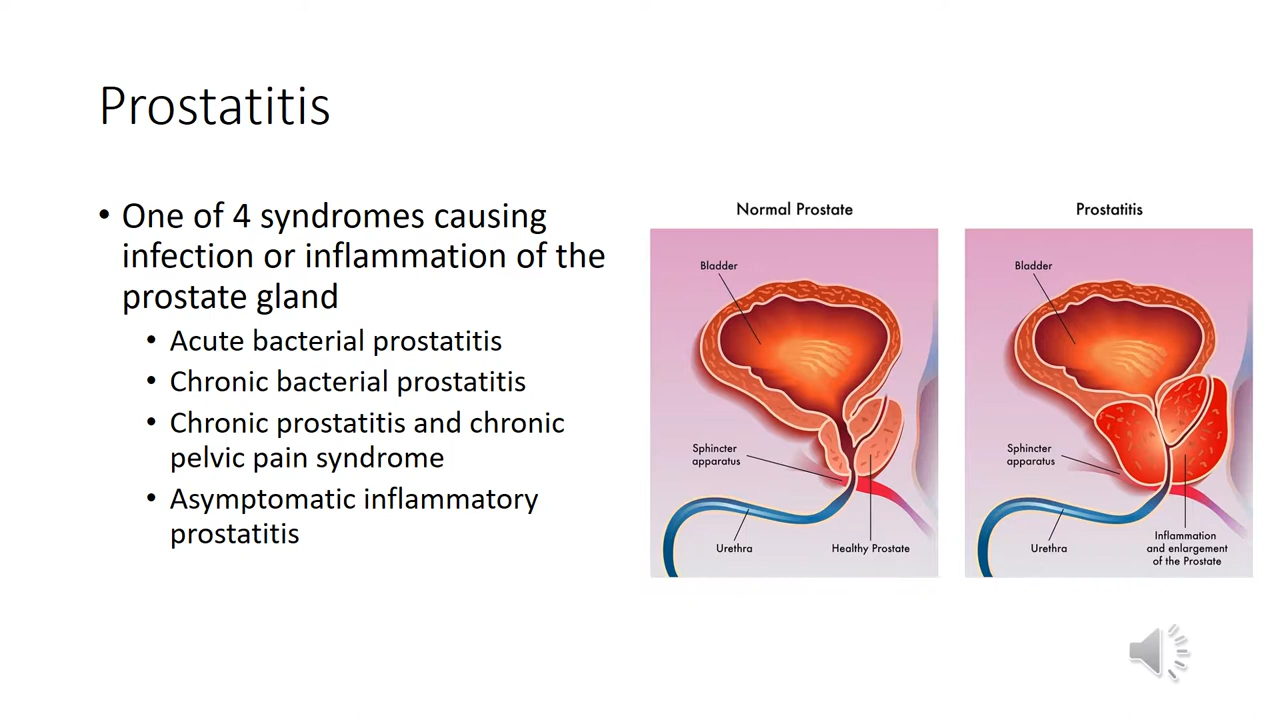 Prostatitis
• One of 4 syndromes causing
infection or inflammation of the
prostate gland
• Acute bacterial prostatitis
• Chronic bacterial prostatitis
• Chronic prostatitis and chronic
pelvic pain syndrome
• Asymptomatic inflammatory
prostatitis
Normal Prostate
Bladder
Sphincter
apparatus
Urethra
Healthy Prostate
Prostatitis
Bladder
Sphincter
apparatus
Urethra
Inflammation
and enlargement
of the Prostate